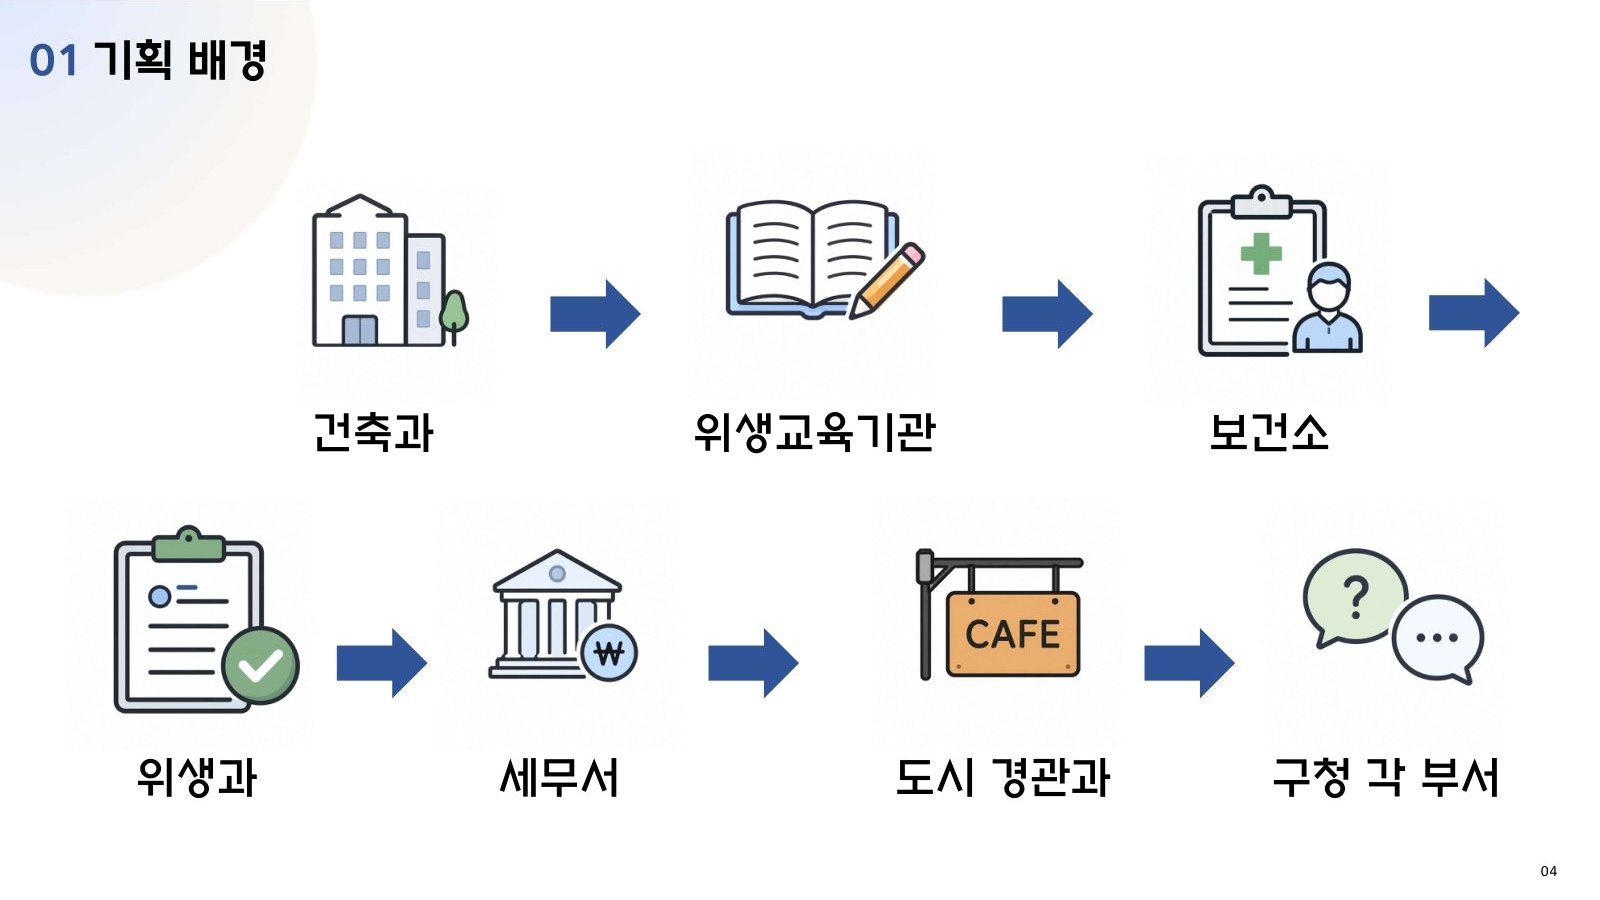 01 기획 배경
건축과
위생교육기관
보건소
CAFE
위생과
세무서
도시 경관과
구청 각 부서
04